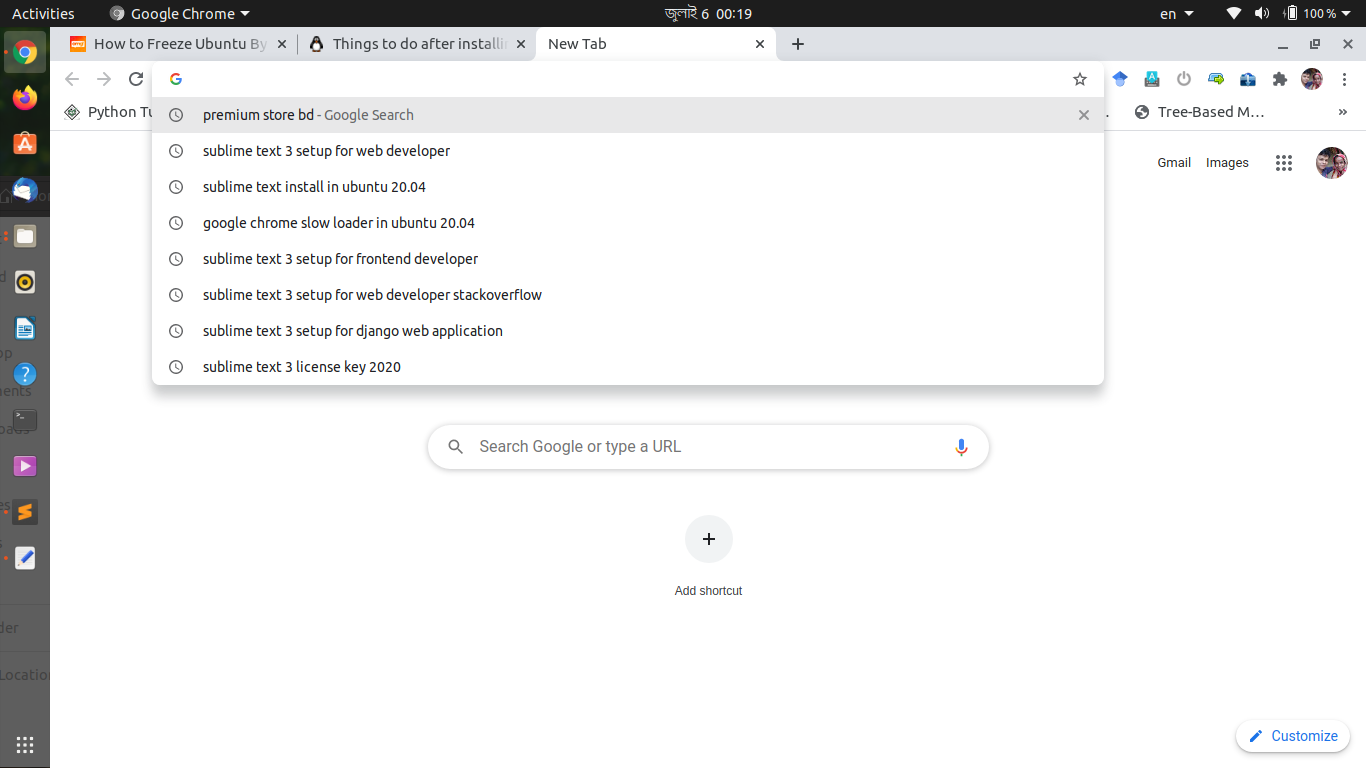 Activities
Google Chrome
জুলাই 6 00:19
en
100 %
How to Freeze Ubuntu By
Things to do after installi
New Tab
Python Tu
Tree-Based M…
»
premium store bd - Google Search
sublime text 3 setup for web developer
sublime text install in ubuntu 20.04
google chrome slow loader in ubuntu 20.04
sublime text 3 setup for frontend developer
sublime text 3 setup for web developer stackoverflow
sublime text 3 setup for django web application
sublime text 3 license key 2020
Gmail
Images
Search Google or type a URL
Add shortcut
Customize